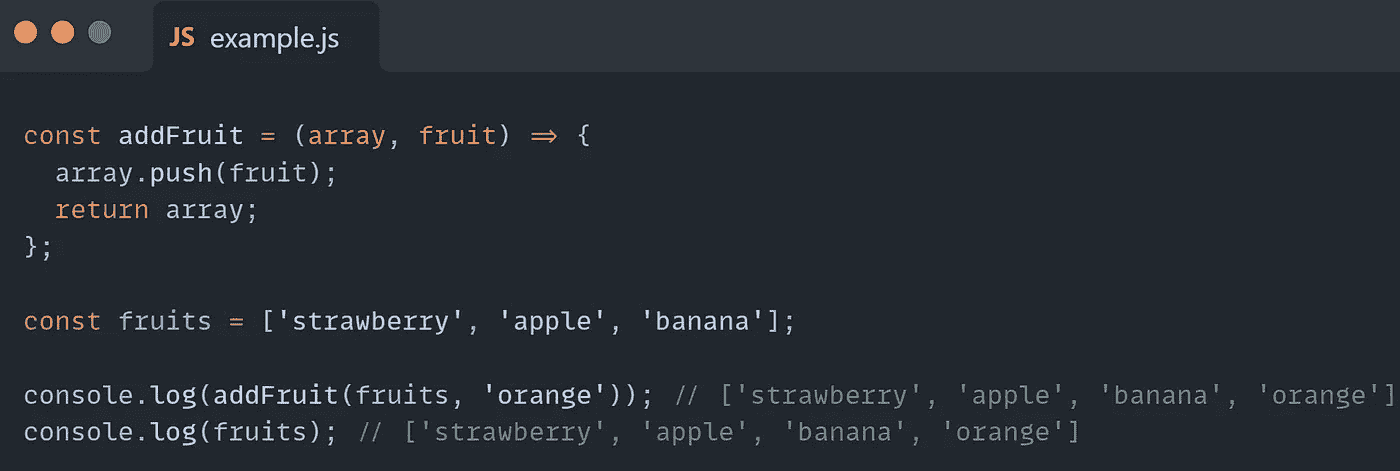 JS example.js
const addFruit = (array, fruit) => {
  array.push(fruit);
  return array;
};
const fruits = ['strawberry', 'apple', 'banana'];
console.log(addFruit(fruits, 'orange')); // ['strawberry', 'apple', 'banana', 'orange']
console.log(fruits); // ['strawberry', 'apple', 'banana', 'orange']